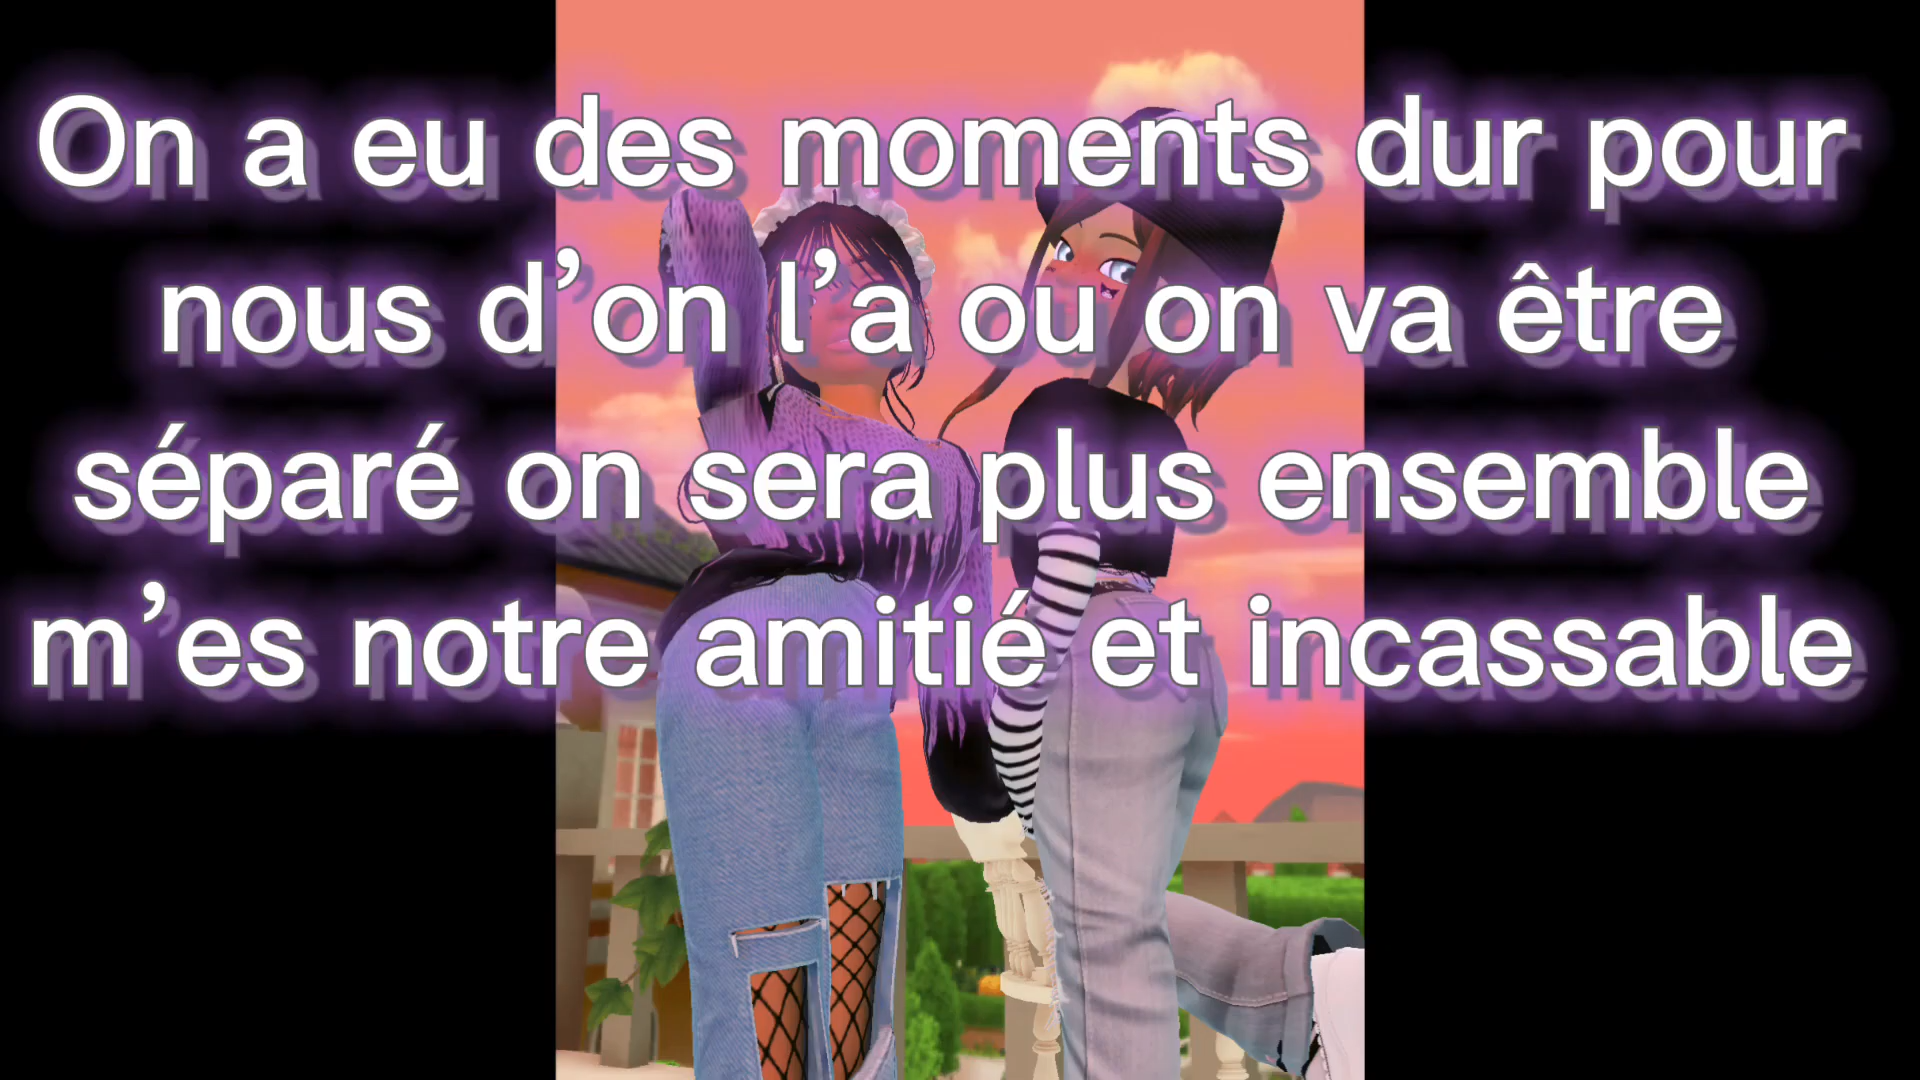 On a eu des moments dur pour
nous d’on l’a ou on va être
séparé on sera plus ensemble
m’es notre amitié et incassable